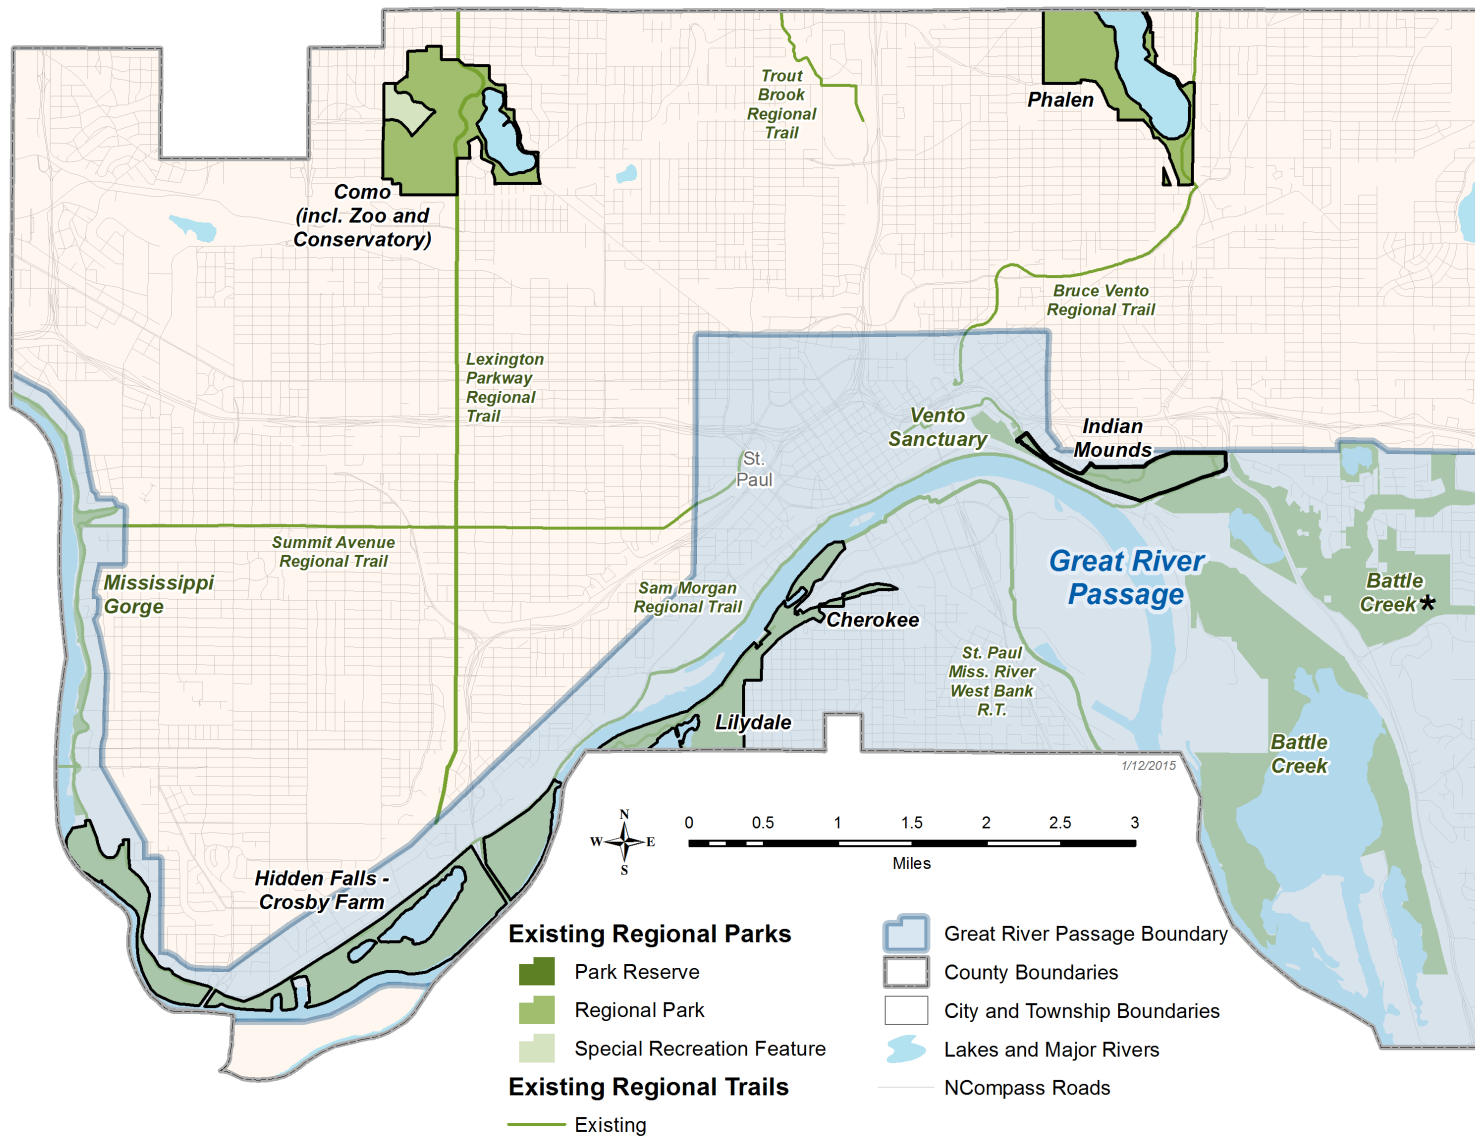 Trout
Brook
Regional
Trail
Phalen
Como
(incl. Zoo and
Conservatory)
Bruce Vento
Regional Trail
Lexington
Parkway
Regional
Trail
Vento
Sanctuary
Indian
Mounds
St.
Paul
Summit Avenue
Regional Trail
Mississippi
Gorge
Sam Morgan
Regional Trail
Great River
Passage
Battle
Creek*
Cherokee
St. Paul
Miss. River
West Bank
R.T.
Lilydale
Battle
Creek
1/12/2015
N
W E
S
0 0.5 1 1.5 2 2.5 3
Miles
Hidden Falls -
Crosby Farm
Existing Regional Parks
Park Reserve
Regional Park
Special Recreation Feature
Existing Regional Trails
Existing
Great River Passage Boundary
County Boundaries
City and Township Boundaries
Lakes and Major Rivers
NCompass Roads